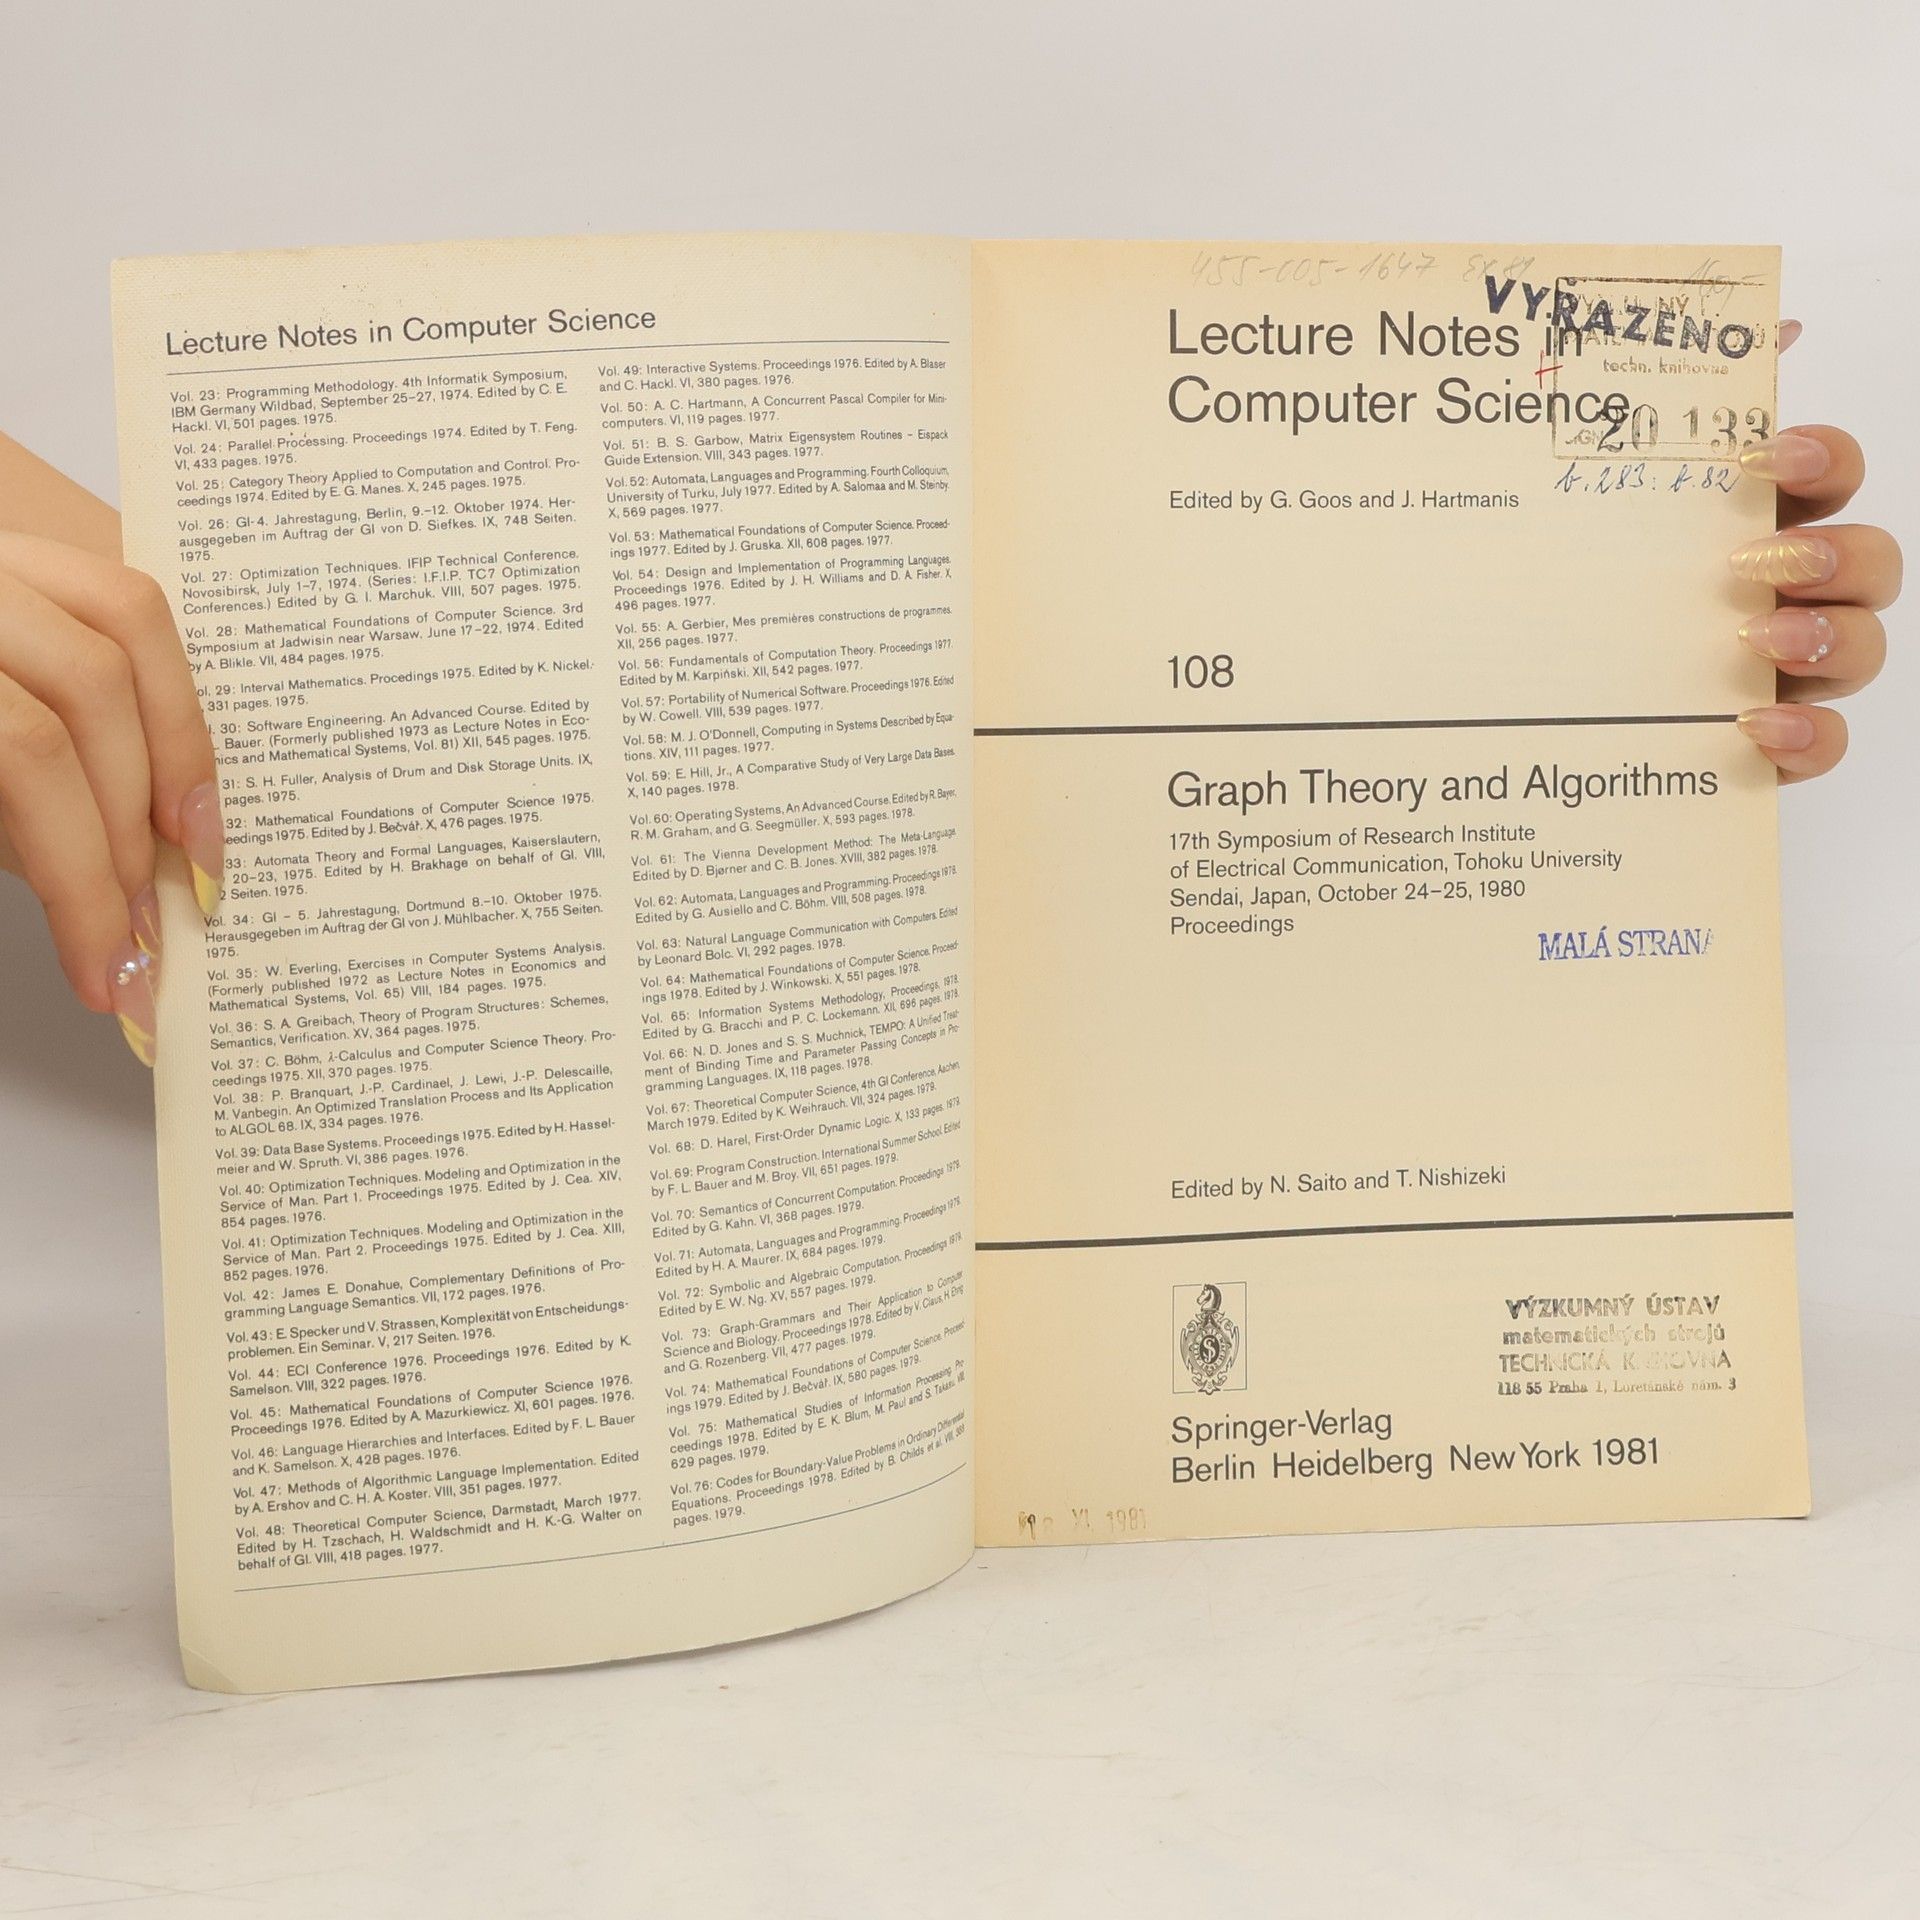 Lecture Notes in Computer Science
Vol. 23: Programming Methodology. 4th Informatik Symposium,
IBM Germany Wildbad, September 25–27, 1974. Edited by C. E.
Hackl. VI, 501 pages. 1975.
Vol. 24: Parallel Processing. Proceedings 1974. Edited by T. Feng.
VI, 433 pages. 1975.
Vol. 25: Category Theory Applied to Computation and Control. Pro-
ceedings 1974. Edited by E. G. Manes. X, 245 pages. 1975.
Vol. 26: GI-4. Jahrestagung, Berlin, 9.–12. Oktober 1974. Her-
ausgegeben im Auftrag der GI von D. Siefkes. IX, 748 Seiten.
1975.
Vol. 27: Optimization Techniques. IFIP Technical Conference.
Novosibirsk, July 1–7, 1974. (Series: I.F.I.P. TC7 Optimization
Conferences.) Edited by G. I. Marchuk. VIII, 507 pages. 1975.
Vol. 28: Mathematical Foundations of Computer Science. 3rd
Symposium at Jadwisin near Warsaw, June 17–22, 1974. Edited
by A. Blikle. VII, 484 pages. 1975.
ol. 29: Interval Mathematics. Procedings 1975. Edited by K. Nickel.
, 331 pages. 1975.
30: Software Engineering. An Advanced Course. Edited by
Bauer. (Formerly published 1973 as Lecture Notes in Eco-
nics and Mathematical Systems, Vol. 81) XII, 545 pages. 1975.
31: S. H. Fuller, Analysis of Drum and Disk Storage Units. IX,
pages. 1975.
32: Mathematical Foundations of Computer Science 1975.
eedings 1975. Edited by J. Bečvář. X, 476 pages. 1975.
33: Automata Theory and Formal Languages, Kaiserslautern,
20–23, 1975. Edited by H. Brakhage on behalf of GI. VIII,
2 Seiten. 1975.
Vol. 34: GI – 5. Jahrestagung, Dortmund 8.–10. Oktober 1975.
Herausgegeben im Auftrag der GI von J. Mühlbacher. X, 755 Seiten.
1975.
Vol. 35: W. Everling, Exercises in Computer Systems Analysis.
(Formerly published 1972 as Lecture Notes in Economics and
Mathematical Systems, Vol. 65) VIII, 184 pages. 1975.
Vol. 36: S. A. Greibach, Theory of Program Structures: Schemes,
Semantics, Verification. XV, 364 pages. 1975.
Vol. 37: C. Böhm, λ-Calculus and Computer Science Theory. Pro-
ceedings 1975. XII, 370 pages. 1975.
Vol. 38: P. Branquart, J.-P. Cardinael, J. Lewi, J.-P. Delescaille,
M. Vanbegin. An Optimized Translation Process and Its Application
to ALGOL 68. IX, 334 pages. 1976.
Vol. 39: Data Base Systems. Proceedings 1975. Edited by H. Hassel-
meier and W. Spruth. VI, 386 pages. 1976.
Vol. 40: Optimization Techniques. Modeling and Optimization in the
Service of Man. Part 1. Proceedings 1975. Edited by J. Cea. XIV,
854 pages. 1976.
Vol. 41: Optimization Techniques. Modeling and Optimization in the
Service of Man. Part 2. Proceedings 1975. Edited by J. Cea. XIII,
852 pages. 1976.
Vol. 42: James E. Donahue, Complementary Definitions of Pro-
gramming Language Semantics. VII, 172 pages. 1976.
Vol. 43: E. Specker und V. Strassen, Komplexität von Entscheidungs-
problemen. Ein Seminar. V, 217 Seiten. 1976.
Vol. 44: ECI Conference 1976. Proceedings 1976. Edited by K.
Samelson. VIII, 322 pages. 1976.
Vol. 45: Mathematical Foundations of Computer Science 1976.
Proceedings 1976. Edited by A. Mazurkiewicz. XI, 601 pages. 1976.
Vol. 46: Language Hierarchies and Interfaces. Edited by F. L. Bauer
and K. Samelson. X, 428 pages. 1976.
Vol. 47: Methods of Algorithmic Language Implementation. Edited
by A. Ershov and C. H. A. Koster. VIII, 351 pages. 1977.
Vol. 48: Theoretical Computer Science, Darmstadt, March 1977.
Edited by H. Tzschach, H. Waldschmidt and H. K.-G. Walter on
behalf of GI. VIII, 418 pages. 1977.
Vol. 49: Interactive Systems. Proceedings 1976. Edited by A. Blaser
and C. Hackl. VI, 380 pages. 1976.
Vol. 50: A. C. Hartmann, A Concurrent Pascal Compiler for Mini-
computers. VI, 119 pages. 1977.
Vol. 51: B. S. Garbow, Matrix Eigensystem Routines – Eispack
Guide Extension. VIII, 343 pages. 1977.
Vol. 52: Automata, Languages and Programming. Fourth Colloquium,
University of Turku, July 1977. Edited by A. Salomaa and M. Steinby.
X, 569 pages. 1977.
Vol. 53: Mathematical Foundations of Computer Science. Proceed-
ings 1977. Edited by J. Gruska. XII, 608 pages. 1977.
Vol. 54: Design and Implementation of Programming Languages.
Proceedings 1976. Edited by J. H. Williams and D. A. Fisher. X,
496 pages. 1977.
Vol. 55: A. Gerbier, Mes premières constructions de programmes.
XII, 256 pages. 1977.
Vol. 56: Fundamentals of Computation Theory. Proceedings 1977.
Edited by M. Karpiński. XII, 542 pages. 1977.
Vol. 57: Portability of Numerical Software. Proceedings 1976. Edited
by W. Cowell. VIII, 539 pages. 1977.
Vol. 58: M. J. O'Donnell, Computing in Systems Described by Equa-
tions. XIV, 111 pages. 1977.
Vol. 59: E. Hill, Jr., A Comparative Study of Very Large Data Bases.
X, 140 pages. 1978.
Vol. 60: Operating Systems, An Advanced Course. Edited by R. Bayer,
R. M. Graham, and G. Seegmüller. X, 593 pages. 1978.
Vol. 61: The Vienna Development Method: The Meta-Language.
Edited by D. Bjørner and C. B. Jones. XVIII, 382 pages. 1978.
Vol. 62: Automata, Languages and Programming. Proceedings 1978.
Edited by G. Ausiello and C. Böhm. VIII, 508 pages. 1978.
Vol. 63: Natural Language Communication with Computers. Edited
by Leonard Bolc. VI, 292 pages. 1978.
Vol. 64: Mathematical Foundations of Computer Science. Proceed-
ings 1978. Edited by J. Winkowski. X, 551 pages. 1978.
Vol. 65: Information Systems Methodology, Proceedings, 1978.
Edited by G. Bracchi and P. C. Lockemann. XII, 696 pages. 1978.
Vol. 66: N. D. Jones and S. S. Muchnick, TEMPO: A Unified Treat-
ment of Binding Time and Parameter Passing Concepts in Pro-
gramming Languages. IX, 118 pages. 1978.
Vol. 67: Theoretical Computer Science, 4th GI Conference, Aachen,
March 1979. Edited by K. Weihrauch. VII, 324 pages. 1979.
Vol. 68: D. Harel, First-Order Dynamic Logic. X, 133 pages. 1979.
Vol. 69: Program Construction. International Summer School. Edited
by F. L. Bauer and M. Broy. VII, 651 pages. 1979.
Vol. 70: Semantics of Concurrent Computation. Proceedings 1979.
Edited by G. Kahn. VI, 368 pages. 1979.
Vol. 71: Automata, Languages and Programming. Proceedings 1979.
Edited by H. A. Maurer. IX, 684 pages. 1979.
Vol. 72: Symbolic and Algebraic Computation. Proceedings 1979.
Edited by E. W. Ng. XV, 557 pages. 1979.
Vol. 73: Graph-Grammars and Their Application to Computer
Science and Biology. Proceedings 1978. Edited by V. Claus, H. Ehrig
and G. Rozenberg. VII, 477 pages. 1979.
Vol. 74: Mathematical Foundations of Computer Science. Proceed-
ings 1979. Edited by J. Bečvář. IX, 580 pages. 1979.
Vol. 75: Mathematical Studies of Information Processing. Pro-
ceedings 1978. Edited by E. K. Blum, M. Paul and S. Takasu. VIII,
629 pages. 1979.
Vol. 76: Codes for Boundary-Value Problems in Ordinary Differential
Equations. Proceedings 1978. Edited by B. Childs et al. VIII, 388
pages. 1979.
455-005-1647
VYŘAZENO
techn. knihovna
20 133
Lecture Notes in
Computer Science
Edited by G. Goos and J. Hartmanis
108
Graph Theory and Algorithms
17th Symposium of Research Institute
of Electrical Communication, Tohoku University
Sendai, Japan, October 24–25, 1980
Proceedings
MALÁ STRANA
Edited by N. Saito and T. Nishizeki
VÝZKUMNÝ ÚSTAV
matematických strojů
TECHNICKÁ KNIHOVNA
118 55 Praha 1, Loretánské nám. 3
Springer-Verlag
Berlin Heidelberg New York 1981
XI. 1981